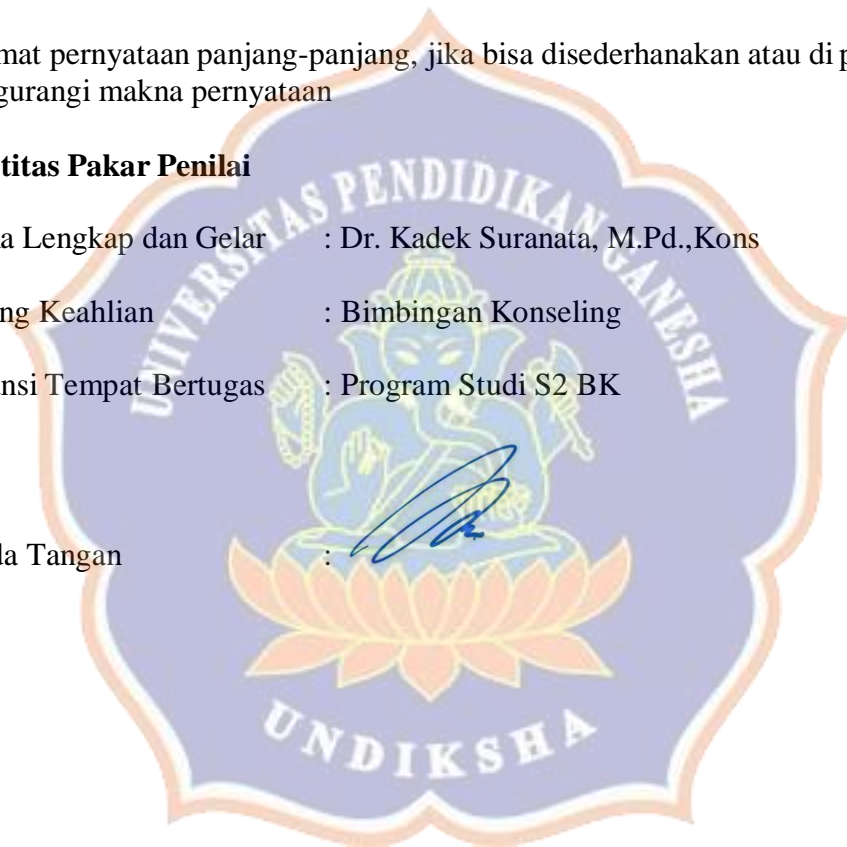 mat pernyataan panjang-panjang, jika bisa disederhanakan atau di p
gurangi makna pernyataan
titas Pakar Penilai
a Lengkap dan Gelar : Dr. Kadek Suranata, M.Pd.,Kons
ng Keahlian : Bimbingan Konseling
nsi Tempat Bertugas : Program Studi S2 BK
da Tangan :
UNIVERSITAS PENDIDIKAN GANESHA
UNDIKSHA